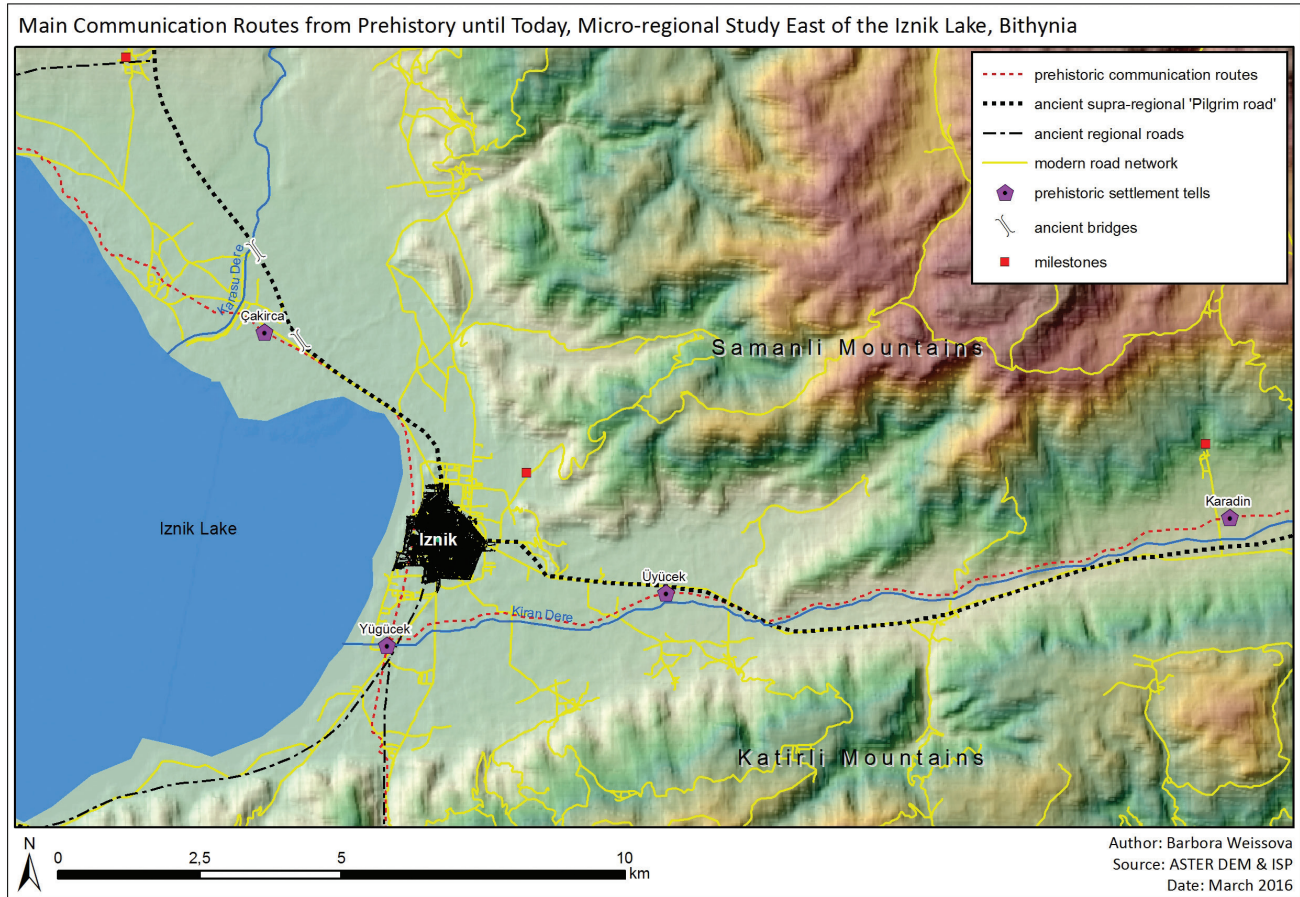 Main Communication Routes from Prehistory until Today, Micro-regional Study East of the Iznik Lake, Bithynia
prehistoric communication routes
ancient supra-regional 'Pilgrim road'
ancient regional roads
modern road network
prehistoric settlement tells
ancient bridges
milestones
Karasu Dere
Çakirca
Samanli Mountains
Karadin
Iznik Lake
Iznik
Üyücek
Kiran Dere
Yügücek
Katirli Mountains
N
0 2,5 5 10
km
Author: Barbora Weissova
Source: ASTER DEM & ISP
Date: March 2016